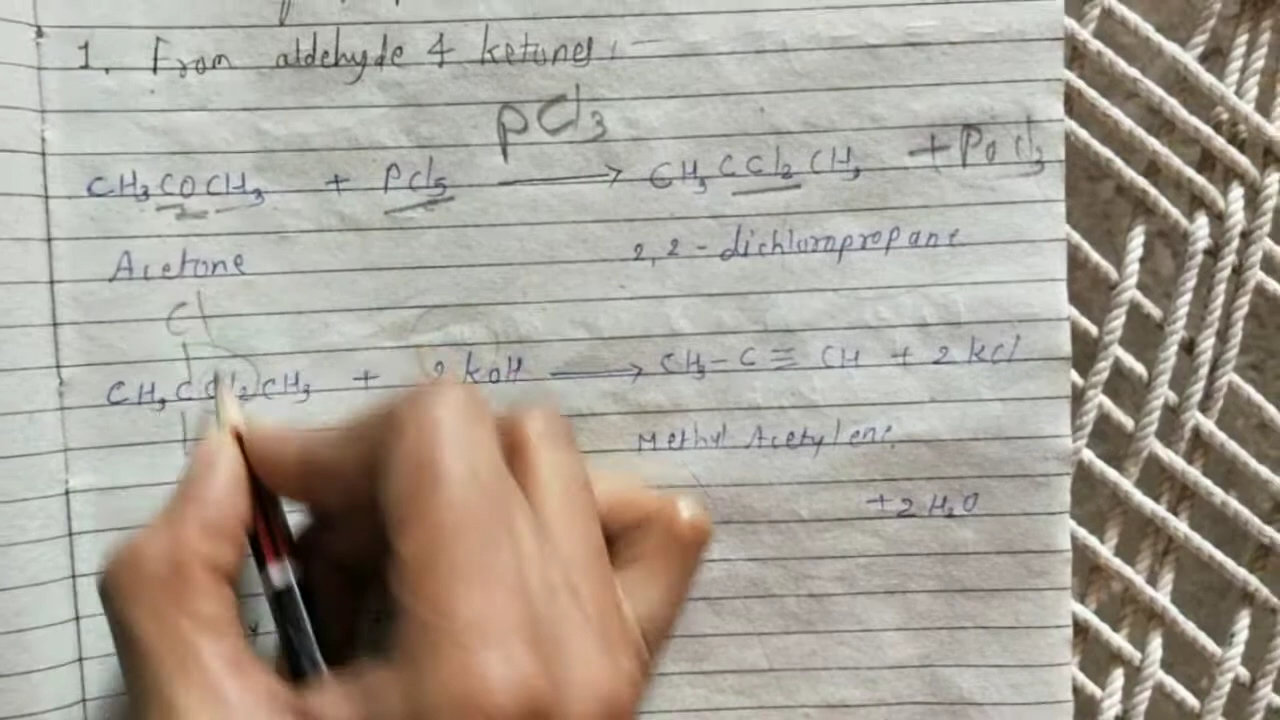 1. From aldehyde & ketones :-
PCl3
CH3COCH3 + PCl5 ⟶ CH3CCl2CH3 + POCl3
Acetone 2,2-dichloropropane
Cl
CH3CCl2CH3 + 2 KOH ⟶ CH3-C≡CH + 2 KCl
Methyl Acetylene
+ 2 H2O